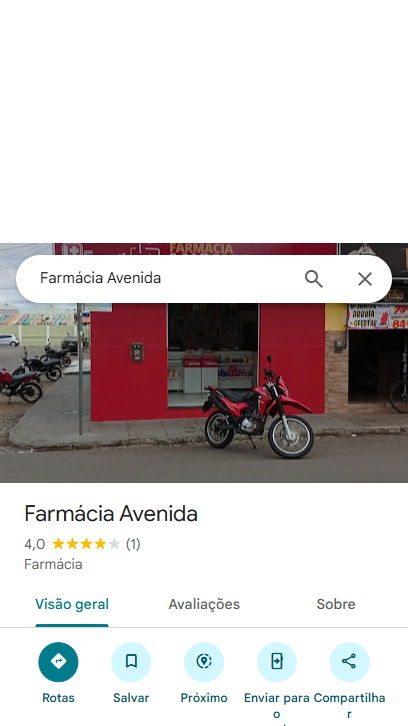 FARMÁCIA
Farmácia Avenida
ARRAIÁ
OFERTAS
Farmácia Avenida
4,0 (1)
Farmácia
Visão geral
Avaliações
Sobre
Rotas
Salvar
Próximo
Enviar para
o
Compartilha
r